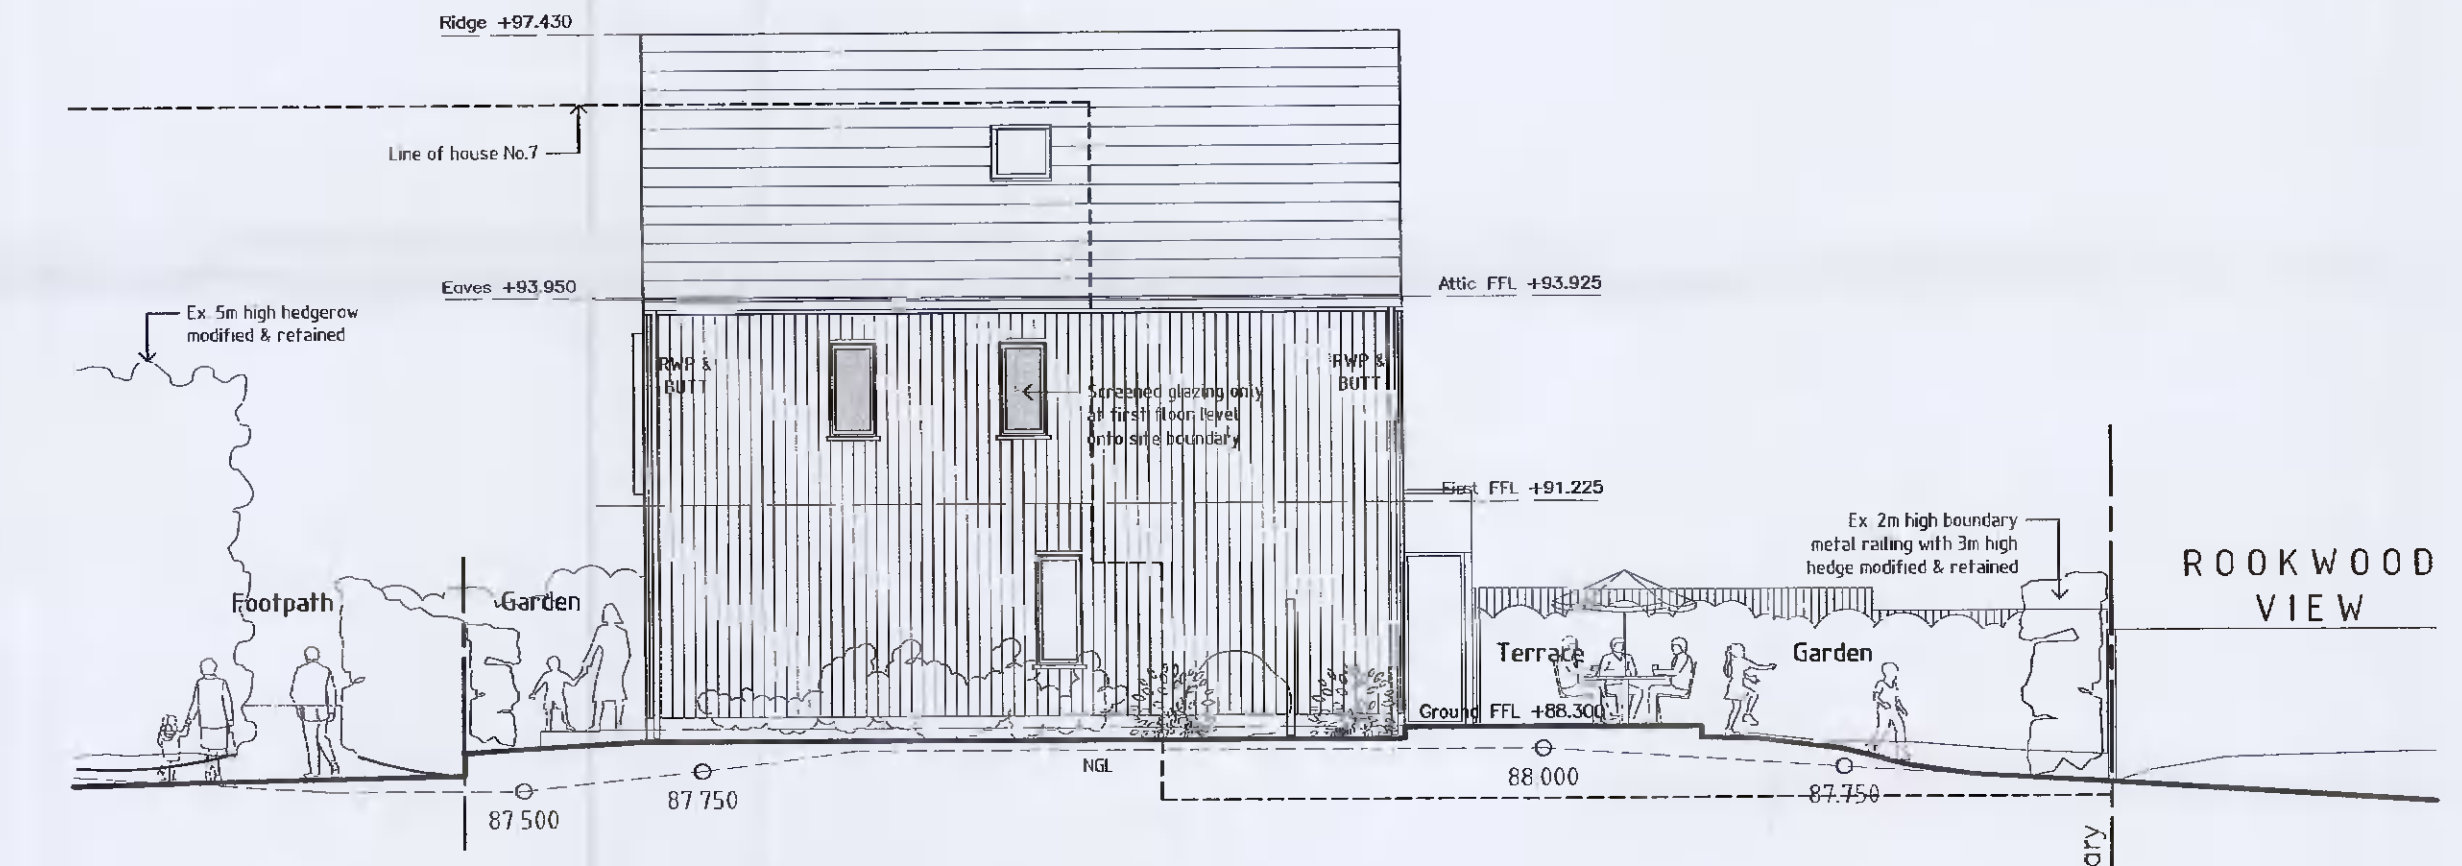 Ridge +97.430
Line of house No.7
Eaves +93.950
Attic FFL +93.925
Ex 5m high hedgerow
modified & retained
RWP &
BUTT
RWP &
BUTT
Screened glazing only
at first floor level
onto site boundary
First FFL +91.225
Ex 2m high boundary
metal railing with 3m high
hedge modified & retained
ROOKWOOD
VIEW
Footpath
Garden
Terrace
Garden
Ground FFL +88.300
NGL
88 000
87.750
87 750
87 500